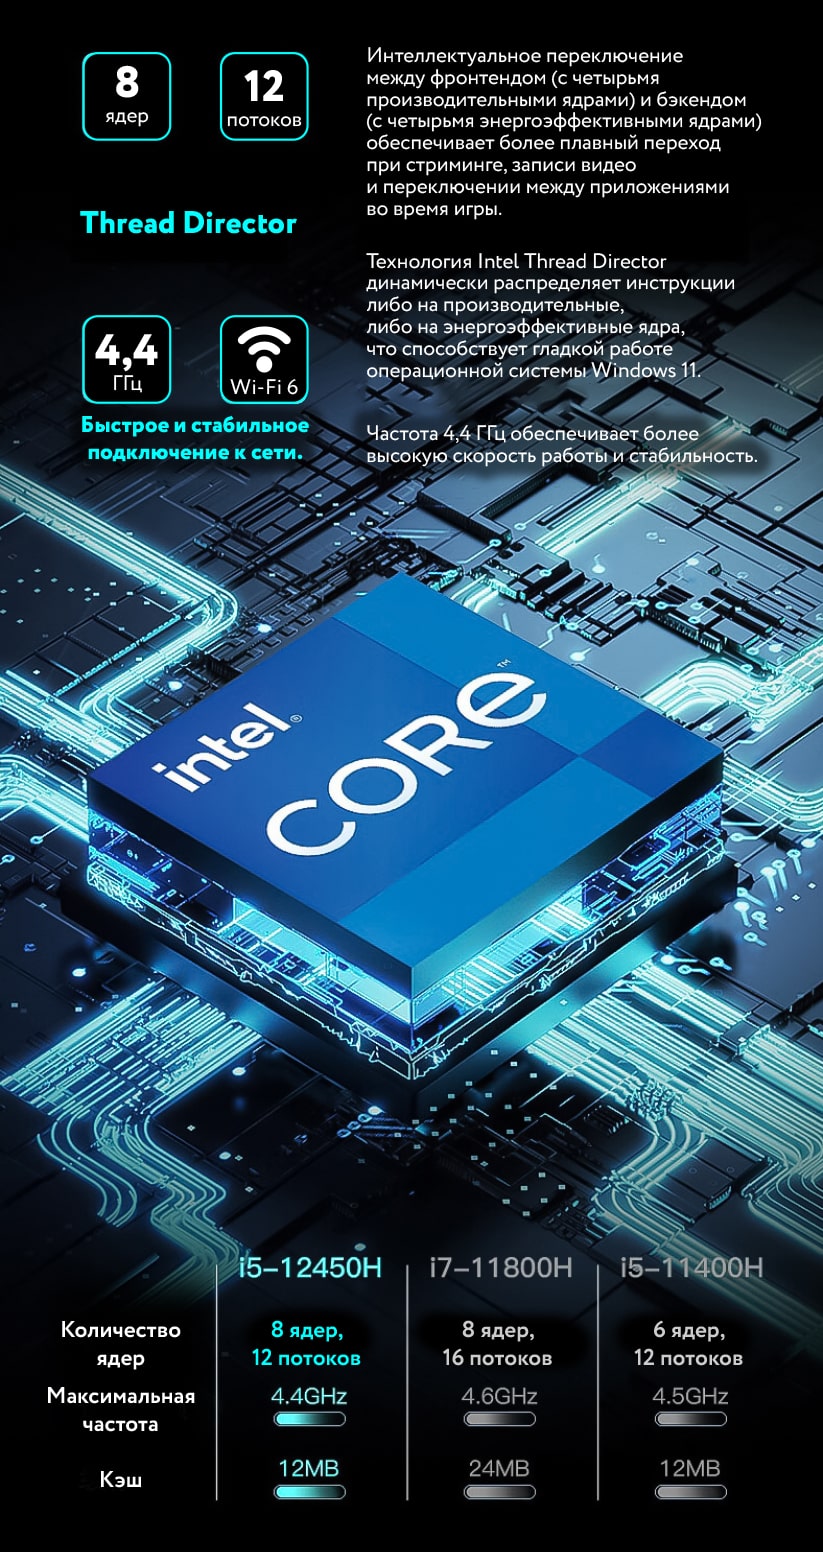 8
ядер
12
потоков
Интеллектуальное переключение
между фронтендом (с четырьмя
производительными ядрами) и бэкендом
(с четырьмя энергоэффективными ядрами)
обеспечивает более плавный переход
при стриминге, записи видео
и переключении между приложениями
во время игры.
Thread Director
Технология Intel Thread Director
динамически распределяет инструкции
либо на производительные,
либо на энергоэффективные ядра,
что способствует гладкой работе
операционной системы Windows 11.
4,4
ГГц
Wi-Fi 6
Быстрое и стабильное
подключение к сети.
Частота 4,4 ГГц обеспечивает более
высокую скорость работы и стабильность.
intel®
CORe™
i5-12450H i7-11800H i5-11400H
Количество
ядер
8 ядер,
12 потоков
8 ядер,
16 потоков
6 ядер,
12 потоков
Максимальная
частота
4.4GHz 4.6GHz 4.5GHz
Кэш 12MB 24MB 12MB